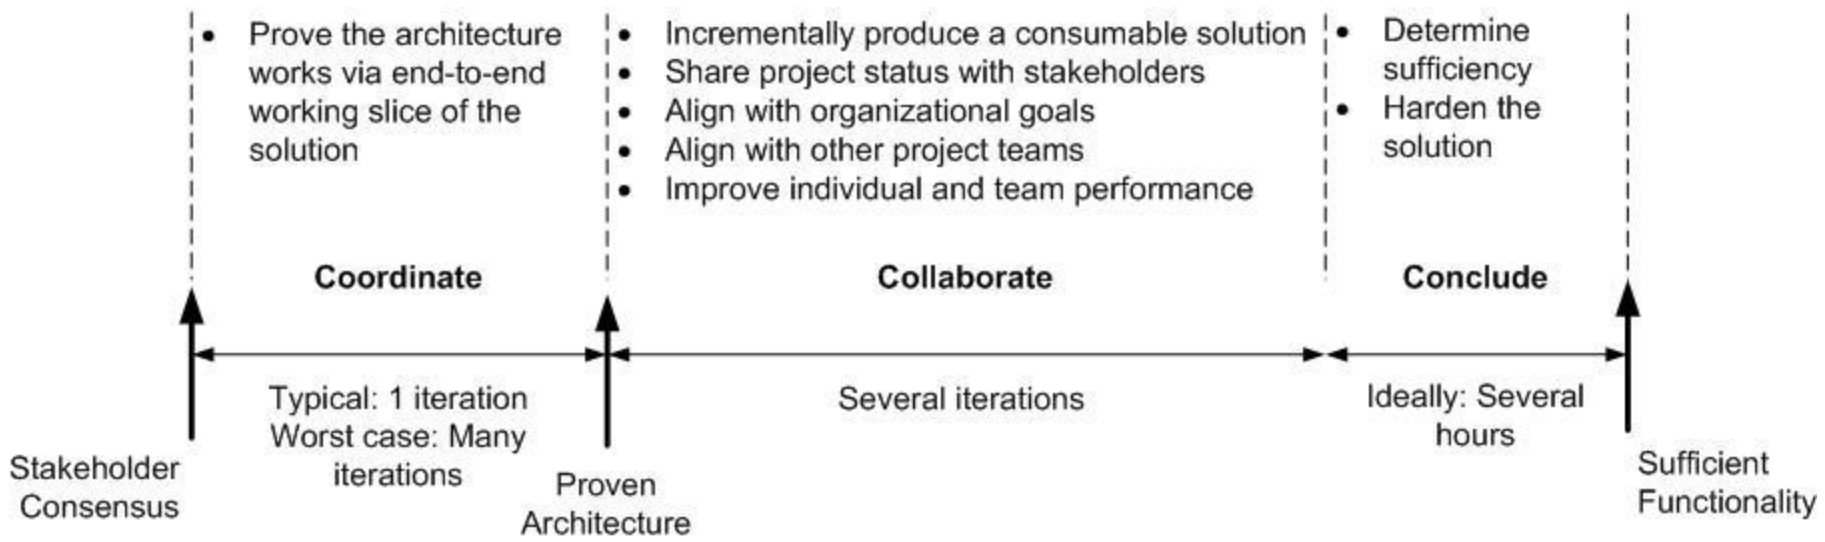 • Prove the architecture
works via end-to-end
working slice of the
solution
• Incrementally produce a consumable solution
• Share project status with stakeholders
• Align with organizational goals
• Align with other project teams
• Improve individual and team performance
• Determine
sufficiency
• Harden the
solution
Coordinate
Collaborate
Conclude
Typical: 1 iteration
Worst case: Many
iterations
Several iterations
Ideally: Several
hours
Stakeholder
Consensus
Proven
Architecture
Sufficient
Functionality